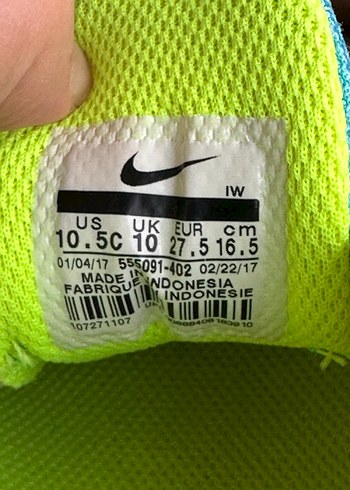 IW
US UK EUR cm
10.5C 10 27.5 16.5
01/04/17 555091-402 02/22/17
MADE IN INDONESIA
FABRIQUE INDONESIE
107271107